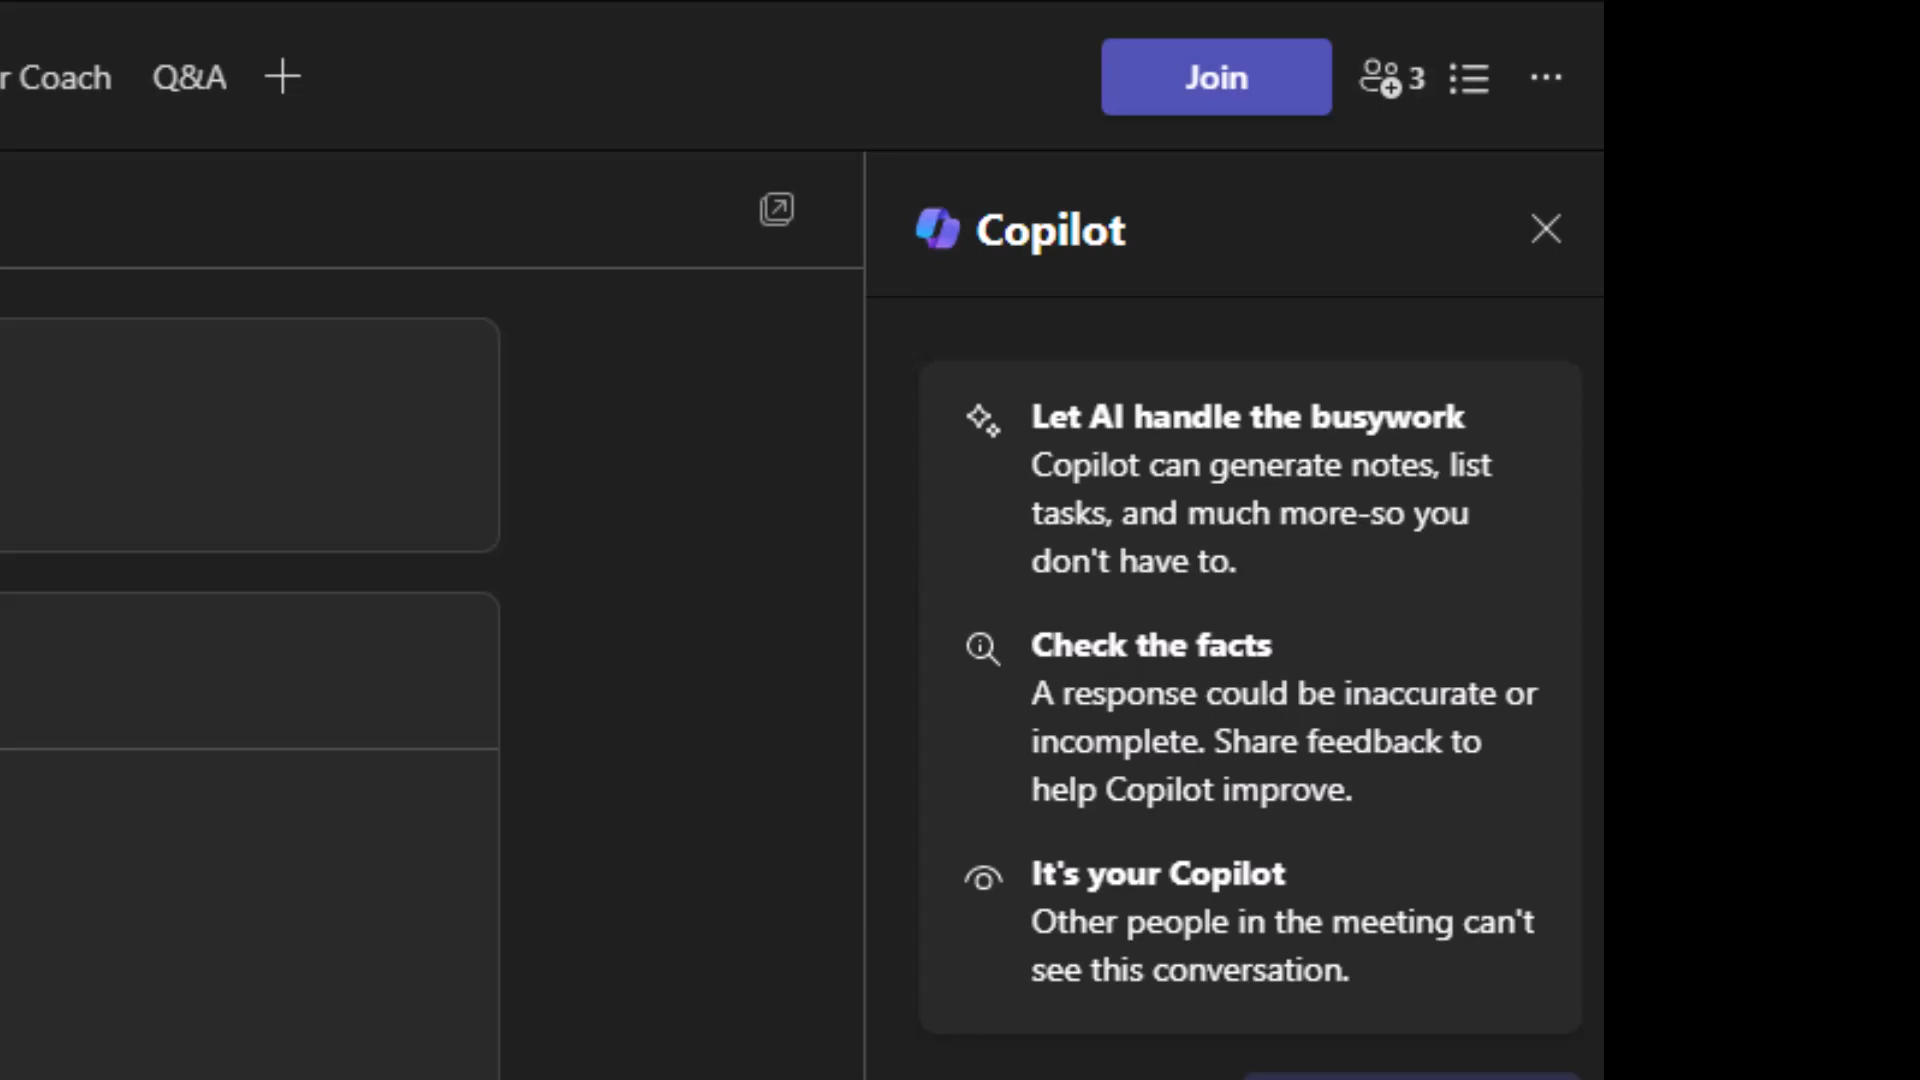 r Coach Q&A
Join 3
Copilot
Let AI handle the busywork
Copilot can generate notes, list
tasks, and much more-so you
don't have to.
Check the facts
A response could be inaccurate or
incomplete. Share feedback to
help Copilot improve.
It's your Copilot
Other people in the meeting can't
see this conversation.